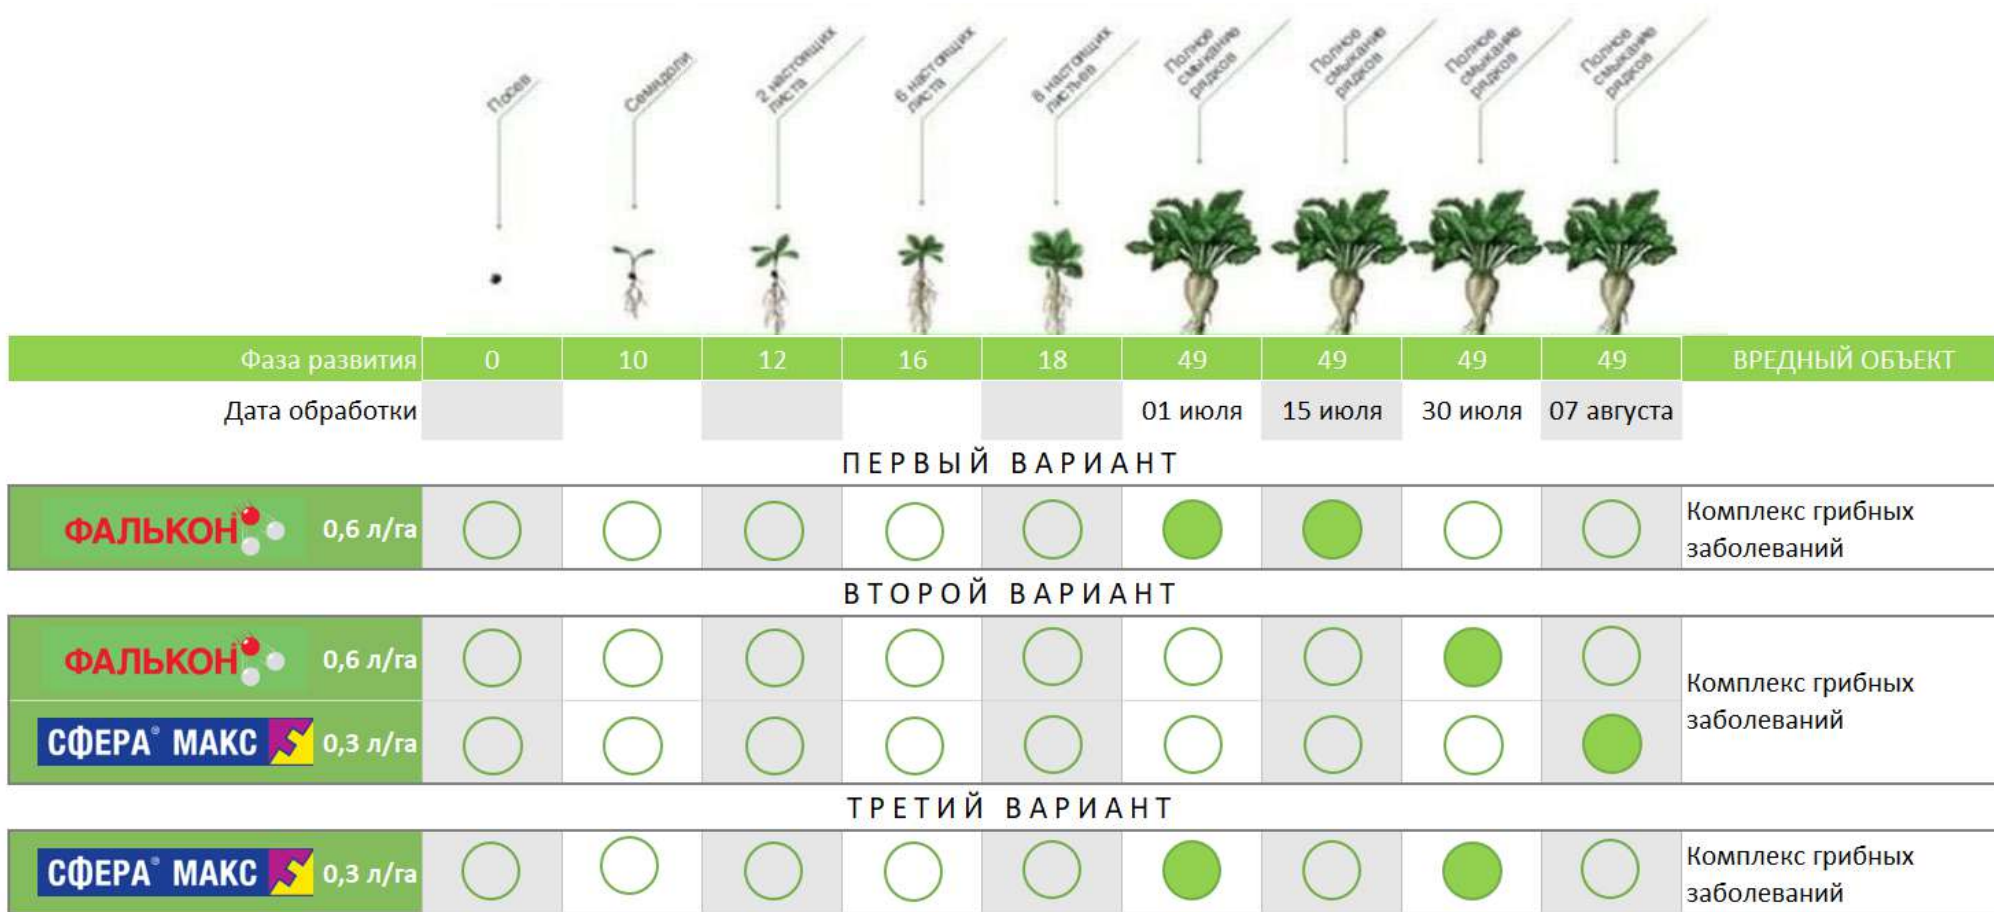 Посев
Семядоли
2 настоящих
листа
6 настоящих
листа
8 настоящих
листьев
Полное
смыкание
рядков
Полное
смыкание
рядков
Полное
смыкание
рядков
Полное
смыкание
рядков
Фаза развития 0 10 12 16 18 49 49 49 49 ВРЕДНЫЙ ОБЪЕКТ
Дата обработки 01 июля 15 июля 30 июля 07 августа
ПЕРВЫЙ ВАРИАНТ
ФАЛЬКОН 0,6 л/га
Комплекс грибных
заболеваний
ВТОРОЙ ВАРИАНТ
ФАЛЬКОН 0,6 л/га
СФЕРА® МАКС 0,3 л/га
Комплекс грибных
заболеваний
ТРЕТИЙ ВАРИАНТ
СФЕРА® МАКС 0,3 л/га
Комплекс грибных
заболеваний